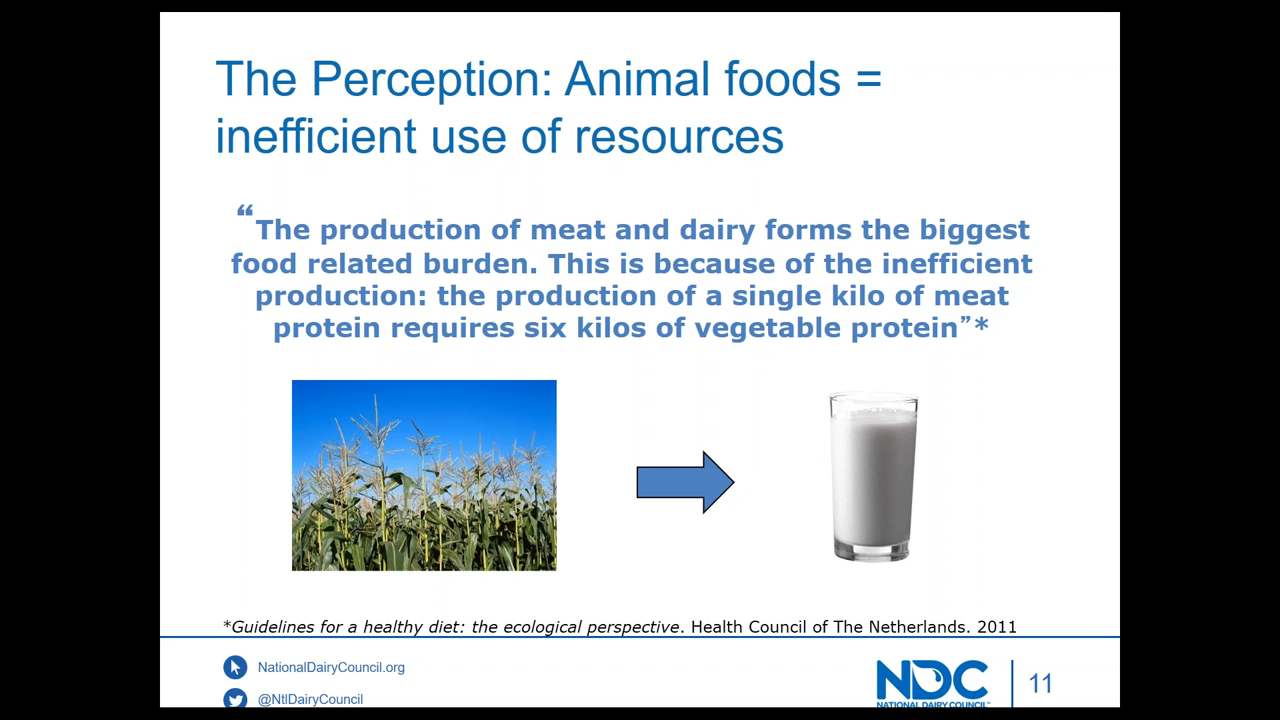 The Perception: Animal foods =
inefficient use of resources
“The production of meat and dairy forms the biggest
food related burden. This is because of the inefficient
production: the production of a single kilo of meat
protein requires six kilos of vegetable protein”*
*Guidelines for a healthy diet: the ecological perspective. Health Council of The Netherlands. 2011
NationalDairyCouncil.org
@NtlDairyCouncil
NDC
NATIONAL DAIRY COUNCIL
11